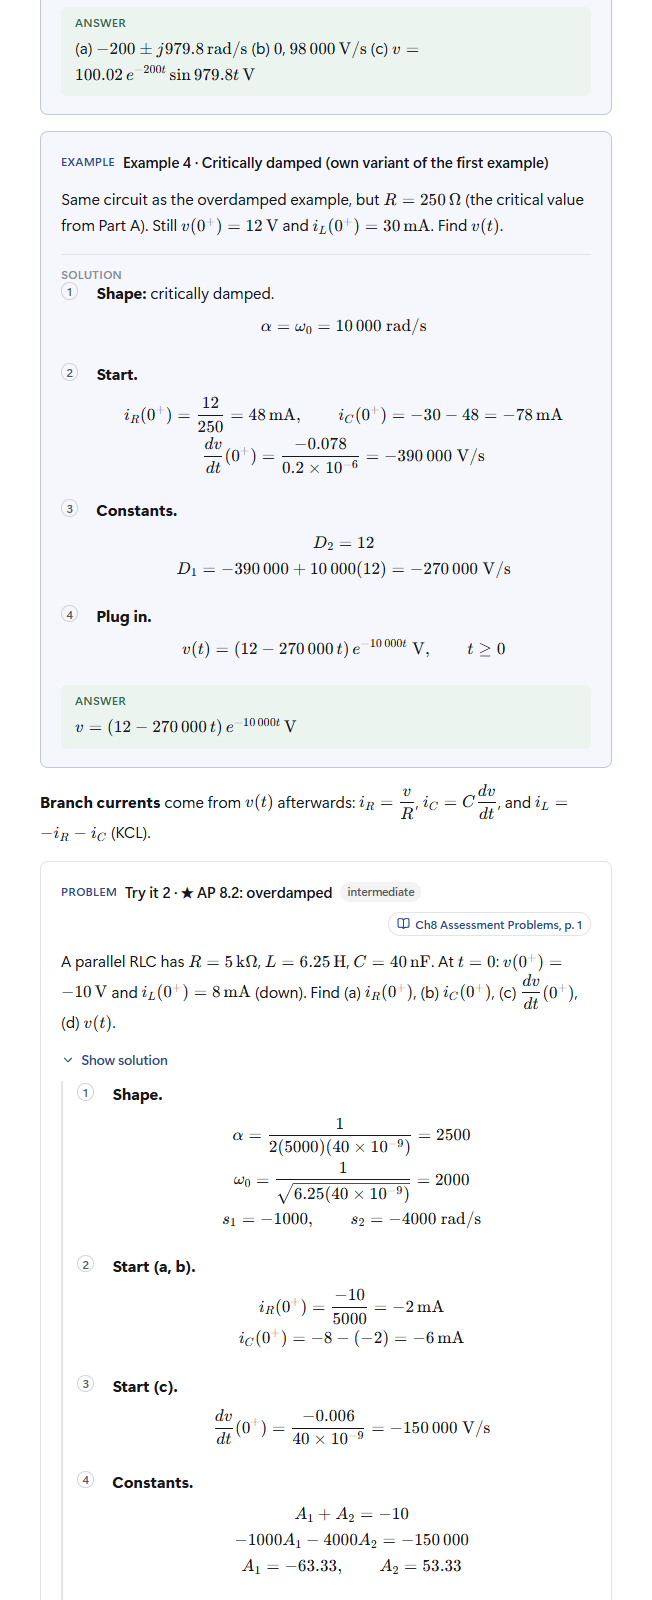 ANSWER
(a) −200 ± j979.8 rad/s (b) 0, 98 000 V/s (c) v =
100.02 e^{−200t} sin 979.8t V
EXAMPLE Example 4 · Critically damped (own variant of the first example)
Same circuit as the overdamped example, but R = 250 Ω (the critical value
from Part A). Still v(0⁺) = 12 V and i_L(0⁺) = 30 mA. Find v(t).
SOLUTION
1 Shape: critically damped.
α = ω₀ = 10 000 rad/s
2 Start.
i_R(0⁺) = 12/250 = 48 mA, i_C(0⁺) = −30 − 48 = −78 mA
dv/dt (0⁺) = −0.078/(0.2 × 10⁻⁶) = −390 000 V/s
3 Constants.
D₂ = 12
D₁ = −390 000 + 10 000(12) = −270 000 V/s
4 Plug in.
v(t) = (12 − 270 000 t) e^{−10 000t} V, t ≥ 0
ANSWER
v = (12 − 270 000 t) e^{−10 000t} V
Branch currents come from v(t) afterwards: i_R = v/R, i_C = C dv/dt, and i_L =
−i_R − i_C (KCL).
PROBLEM Try it 2 · ★ AP 8.2: overdamped intermediate
Ch8 Assessment Problems, p. 1
A parallel RLC has R = 5 kΩ, L = 6.25 H, C = 40 nF. At t = 0: v(0⁺) =
−10 V and i_L(0⁺) = 8 mA (down). Find (a) i_R(0⁺), (b) i_C(0⁺), (c) dv/dt (0⁺),
(d) v(t).
Show solution
1 Shape.
α = 1/(2(5000)(40 × 10⁻⁹)) = 2500
ω₀ = 1/√(6.25(40 × 10⁻⁹)) = 2000
s₁ = −1000, s₂ = −4000 rad/s
2 Start (a, b).
i_R(0⁺) = −10/5000 = −2 mA
i_C(0⁺) = −8 − (−2) = −6 mA
3 Start (c).
dv/dt (0⁺) = −0.006/(40 × 10⁻⁹) = −150 000 V/s
4 Constants.
A₁ + A₂ = −10
−1000A₁ − 4000A₂ = −150 000
A₁ = −63.33, A₂ = 53.33